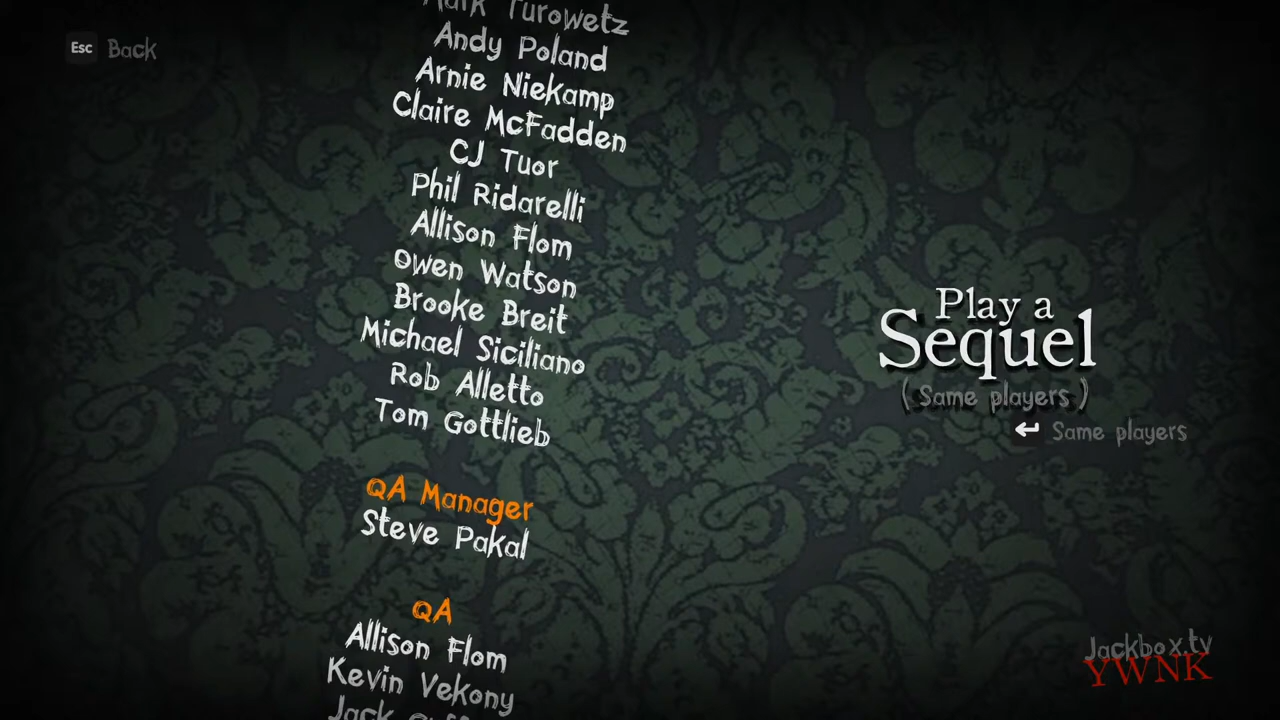 Esc Back
Turowetz
Andy Poland
Arnie Niekamp
Claire McFadden
CJ Tuor
Phil Ridarelli
Allison Flom
Owen Watson
Brooke Breit
Michael Siciliano
Rob Alletto
Tom Gottlieb
QA Manager
Steve Pakal
QA
Allison Flom
Kevin Vekony
Jack
Play a
Sequel
( Same players )
Same players
Jackbox.tv
YWNK